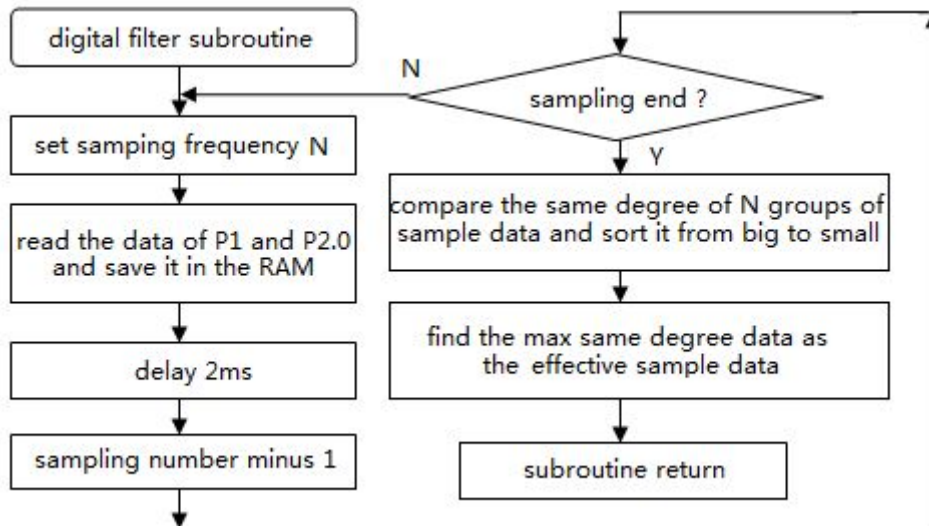 digital filter subroutine
set samping frequency N
read the data of P1 and P2.0
and save it in the RAM
delay 2ms
sampling number minus 1
N
sampling end ?
Y
compare the same degree of N groups of
sample data and sort it from big to small
find the max same degree data as
the effective sample data
subroutine return